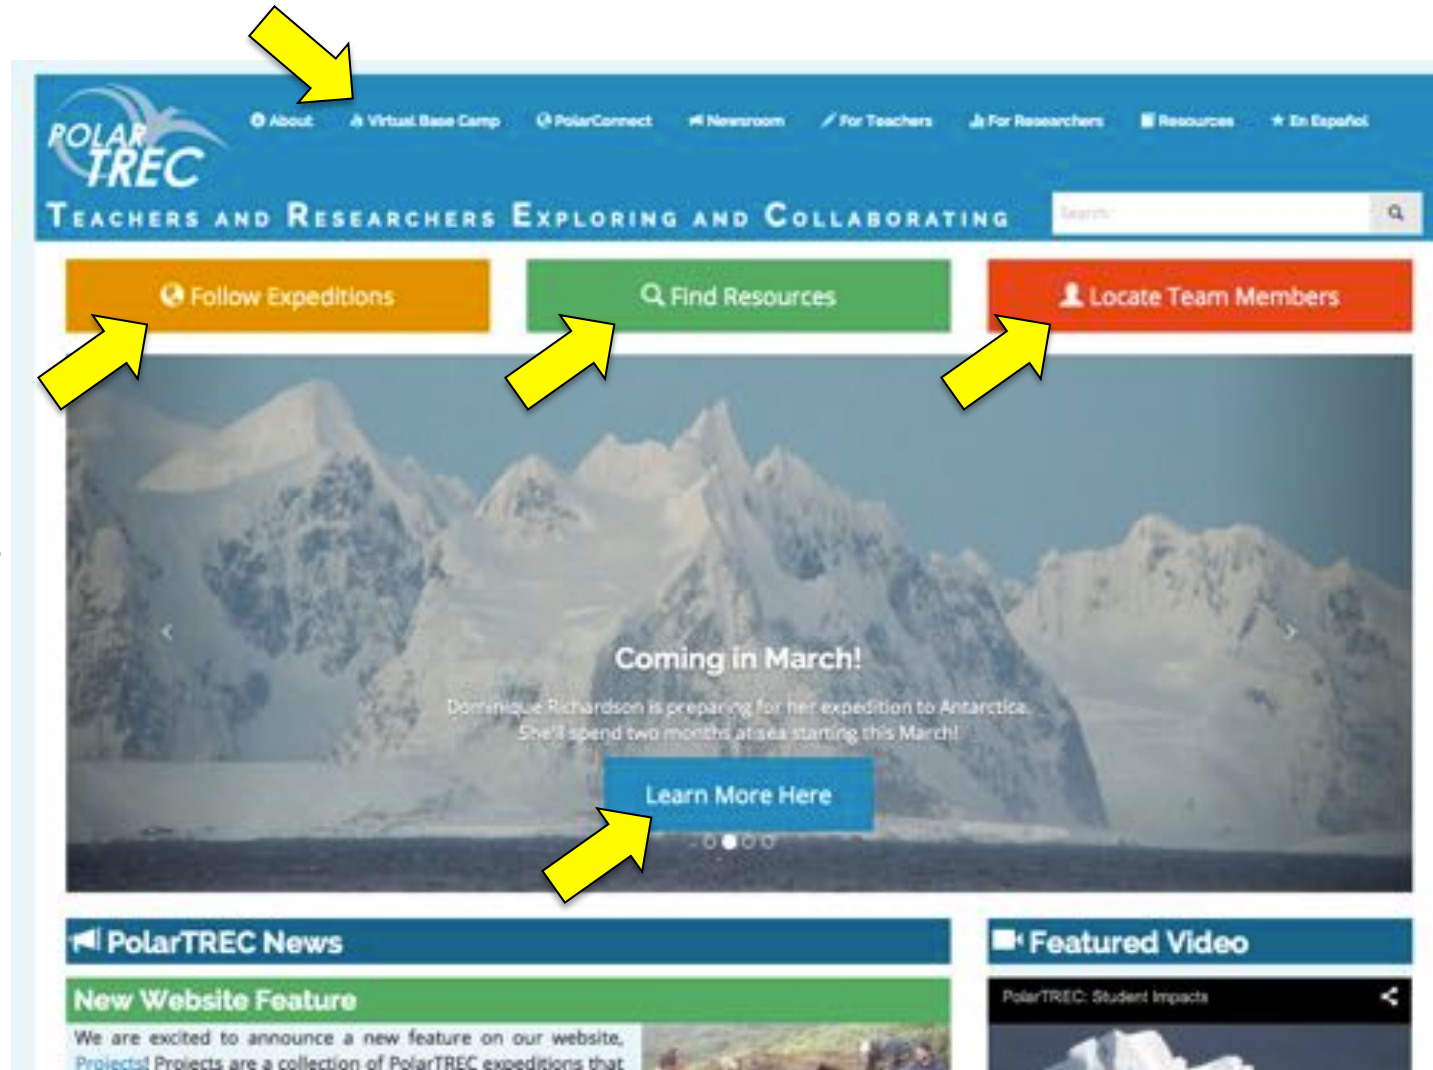 POLAR
TREC
About Virtual Base Camp PolarConnect Newsroom For Teachers For Researchers Resources En Español
TEACHERS AND RESEARCHERS EXPLORING AND COLLABORATING
Search
Follow Expeditions
Find Resources
Locate Team Members
Coming in March!
Dominique Richardson is preparing for her expedition to Antarctica.
She'll spend two months at sea starting this March!
Learn More Here
PolarTREC News
New Website Feature
We are excited to announce a new feature on our website,
Projects! Projects are a collection of PolarTREC expeditions that
Featured Video
PolarTREC: Student Impacts